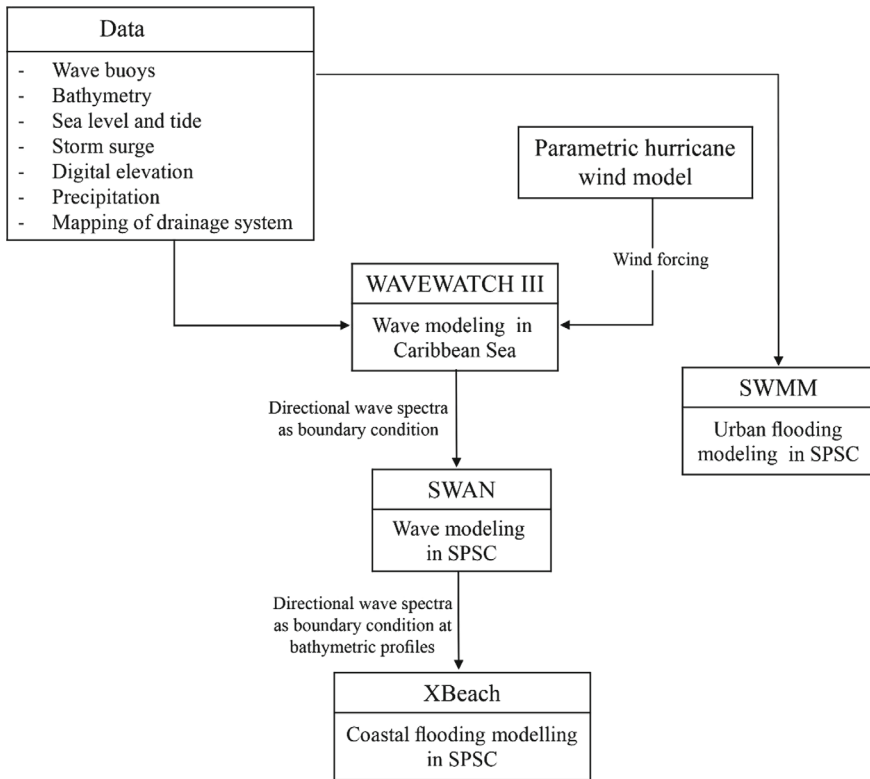 Data
- Wave buoys
- Bathymetry
- Sea level and tide
- Storm surge
- Digital elevation
- Precipitation
- Mapping of drainage system
Parametric hurricane
wind model
Wind forcing
WAVEWATCH III
Wave modeling in
Caribbean Sea
SWMM
Urban flooding
modeling in SPSC
Directional wave spectra
as boundary condition
SWAN
Wave modeling
in SPSC
Directional wave spectra
as boundary condition at
bathymetric profiles
XBeach
Coastal flooding modelling
in SPSC